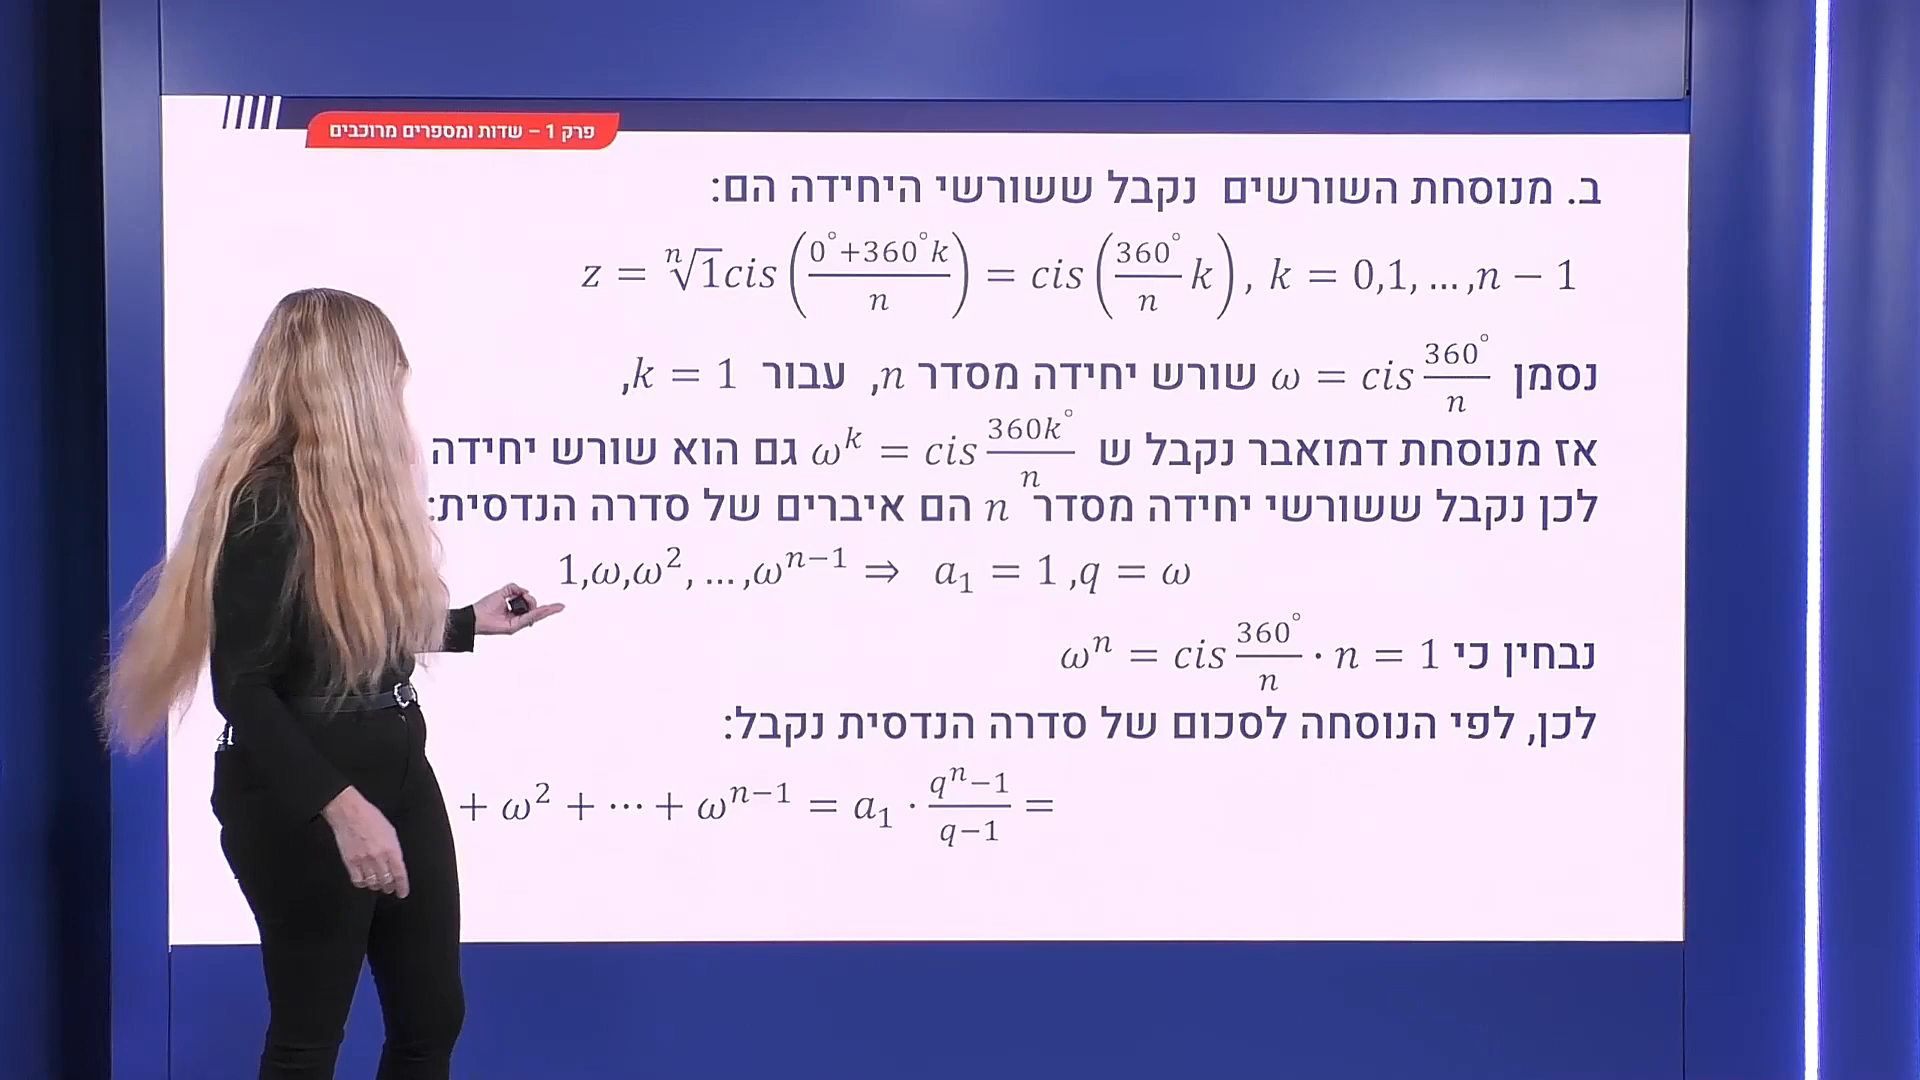 פרק 1 – שדות ומספרים מרוכבים
ב. מנוסחת השורשים נקבל ששורשי היחידה הם:
z = ⁿ√1 cis((0°+360°k)/n) = cis((360°/n)k), k = 0,1, … ,n − 1
נסמן ω = cis 360°/n שורש יחידה מסדר n, עבור k = 1,
אז מנוסחת דמואבר נקבל ש ω^k = cis 360k°/n גם הוא שורש יחידה
לכן נקבל ששורשי יחידה מסדר n הם איברים של סדרה הנדסית:
1,ω,ω², … ,ω^(n−1) ⇒ a₁ = 1 ,q = ω
נבחין כי ω^n = cis 360°/n · n = 1
לכן, לפי הנוסחה לסכום של סדרה הנדסית נקבל:
+ ω² + ⋯ + ω^(n−1) = a₁ · (q^n−1)/(q−1) =